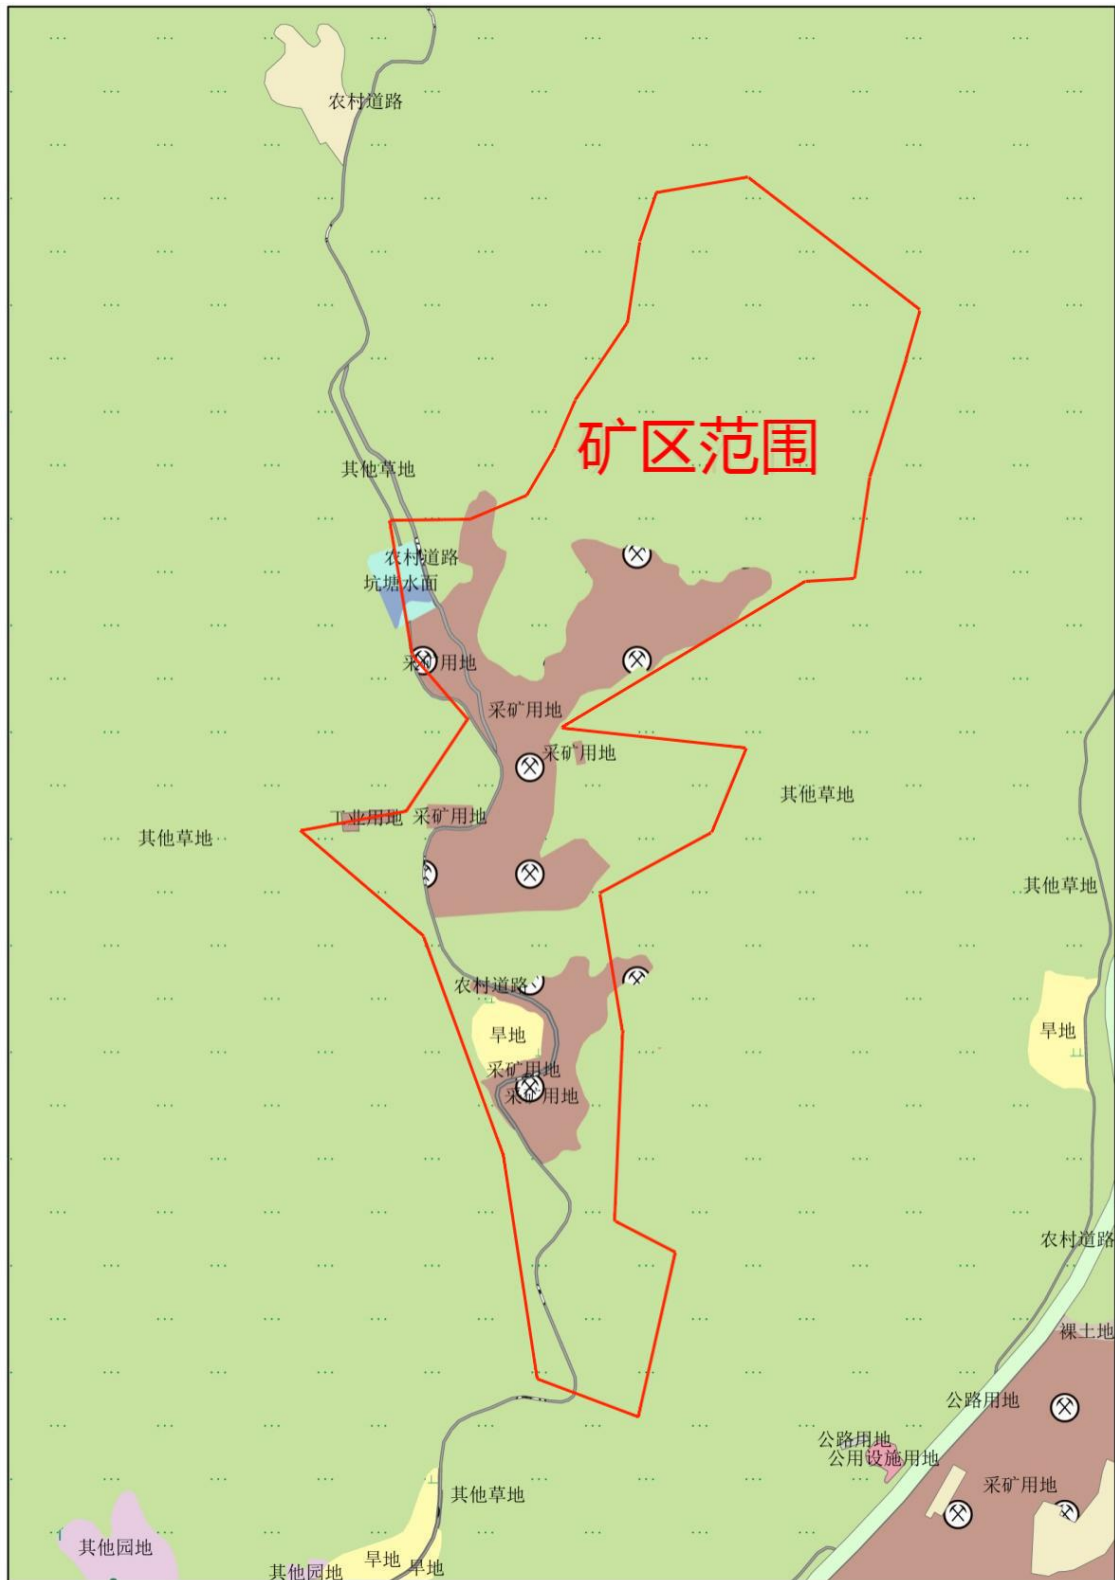 农村道路
矿区范围
其他草地
农村道路
坑塘水面
采矿用地
采矿用地
采矿用地
其他草地
工业用地
采矿用地
其他草地
其他草地
农村道路
旱地
旱地
采矿用地
采矿用地
农村道路
裸土地
公路用地
公路用地
公用设施用地
采矿用地
其他草地
其他园地
旱地
旱地
其他园地